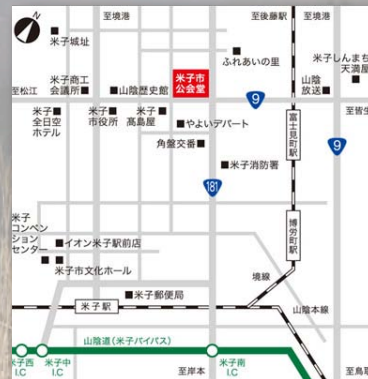 N
至境港
至後藤駅
至境港
米子城址
ふれあいの里
米子しんまち
天満屋
米子商工
会議所
米子市
公会堂
山陰
放送
至松江
山陰歴史館
9
至皆生
米子
全日空
ホテル
米子
市役所
米子
髙島屋
やよいデパート
富士見町駅
9
角盤交番
米子消防署
181
米子
コンベン
ション
センター
博労町駅
イオン米子駅前店
米子市文化ホール
境線
米子郵便局
米子駅
山陰本線
山陰道(米子バイパス)
米子西
I.C
米子中
I.C
米子南
I.C
至岸本
至鳥取